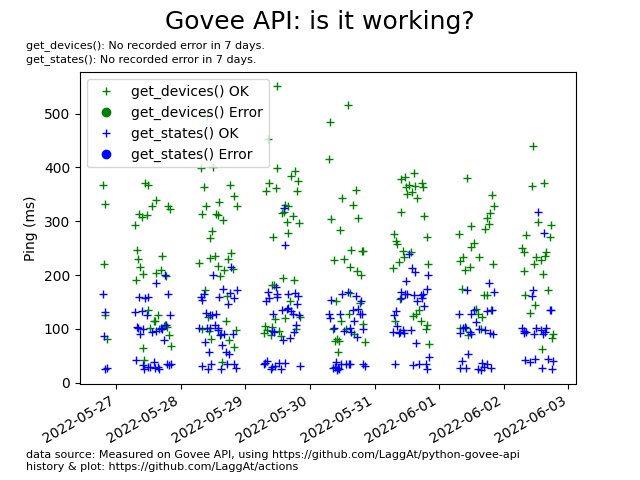 Govee API: is it working?
get_devices(): No recorded error in 7 days.
get_states(): No recorded error in 7 days.
get_devices() OK
get_devices() Error
get_states() OK
get_states() Error
Ping (ms)
500
400
300
200
100
0
2022-05-27
2022-05-28
2022-05-29
2022-05-30
2022-05-31
2022-06-01
2022-06-02
2022-06-03
data source: Measured on Govee API, using https://github.com/LaggAt/python-govee-api
history & plot: https://github.com/LaggAt/actions